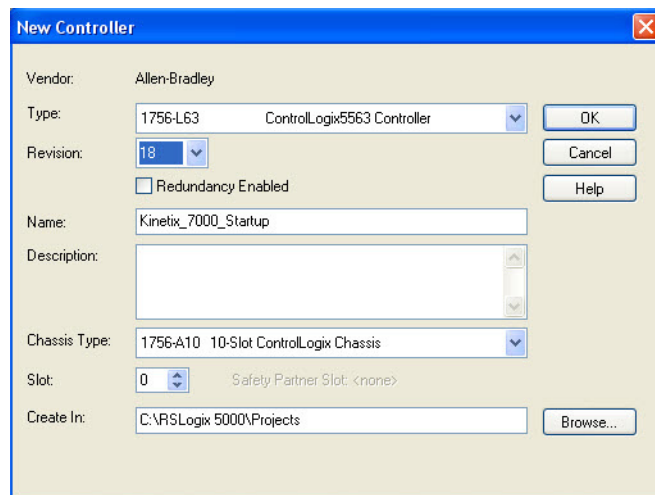 New Controller
Vendor: Allen-Bradley
Type: 1756-L63 ControlLogix5563 Controller OK
Revision: 18 Cancel
Redundancy Enabled Help
Name: Kinetix_7000_Startup
Description:
Chassis Type: 1756-A10 10-Slot ControlLogix Chassis
Slot: 0 Safety Partner Slot: <none>
Create In: C:\RSLogix 5000\Projects Browse...